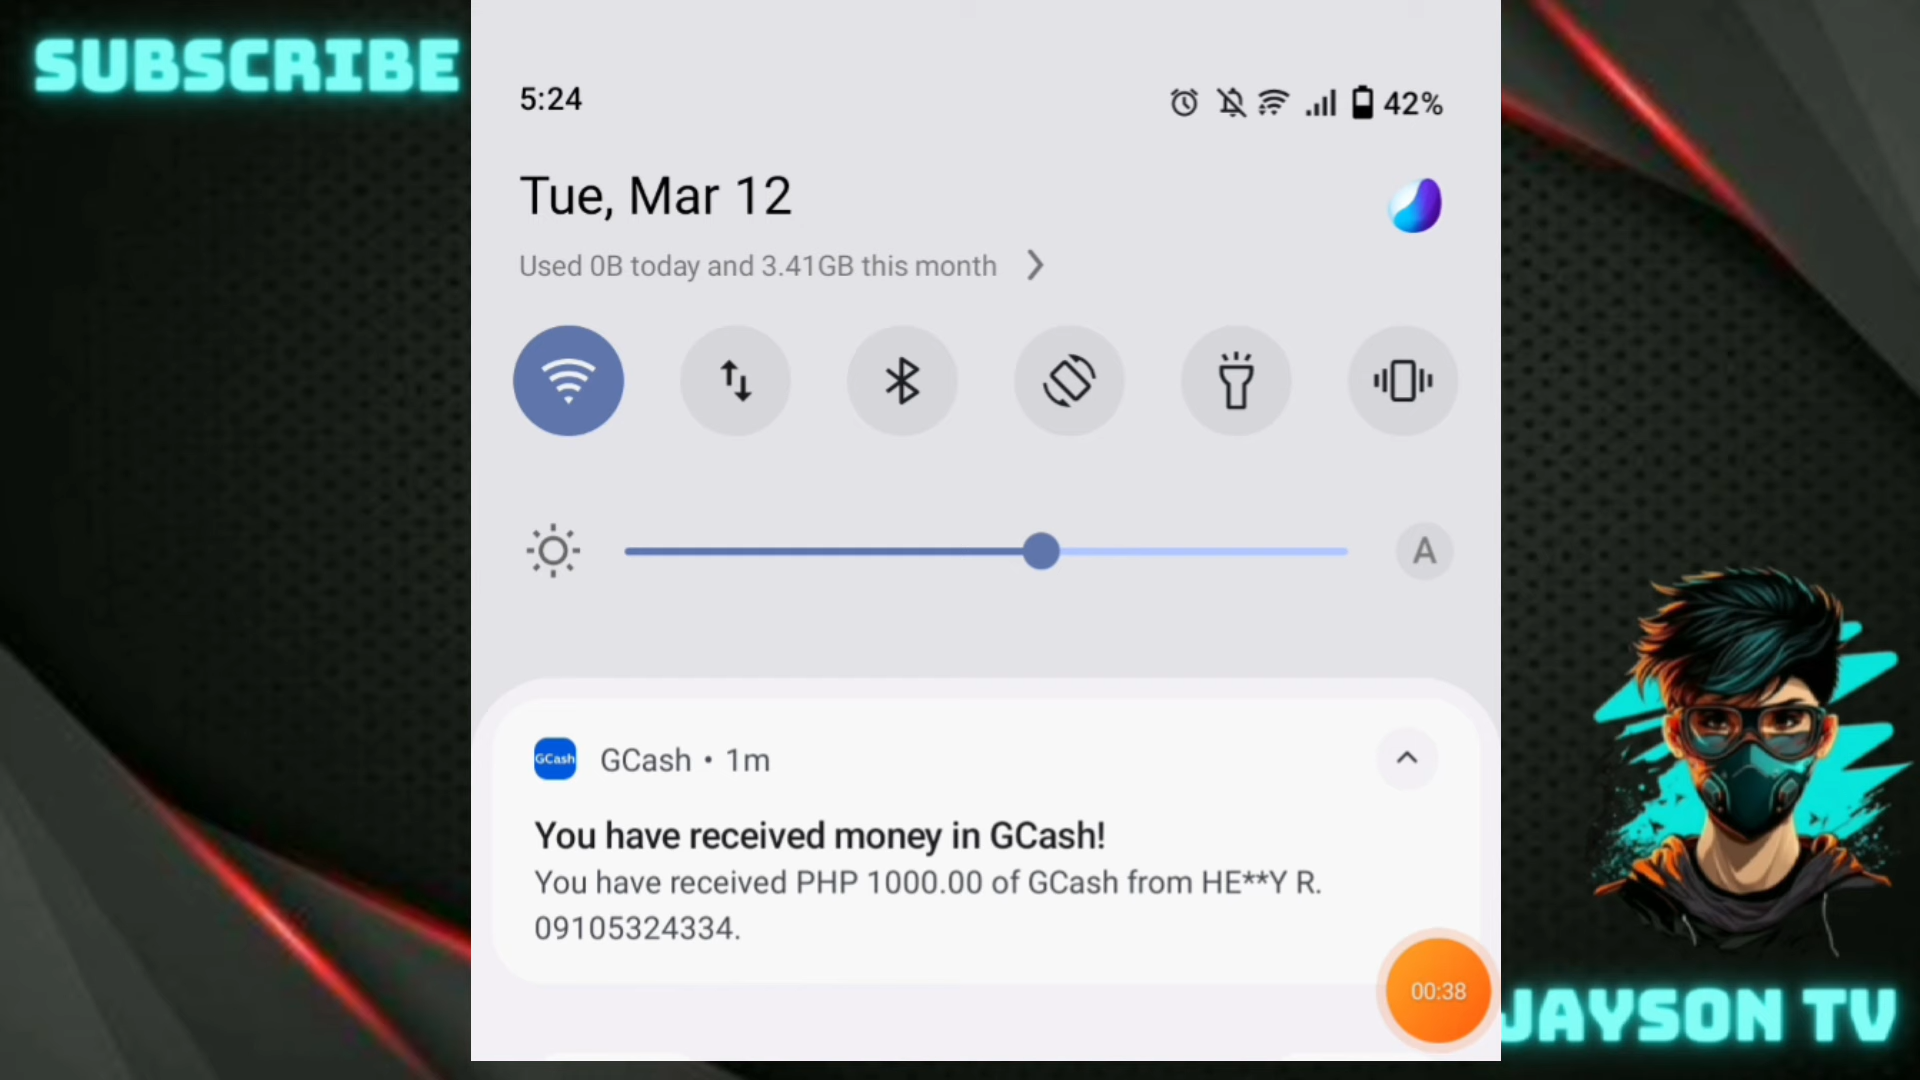 SUBSCRIBE
5:24
42%
Tue, Mar 12
Used 0B today and 3.41GB this month
A
GCash
GCash • 1m
You have received money in GCash!
You have received PHP 1000.00 of GCash from HE**Y R.
09105324334.
00:38
JAYSON TV